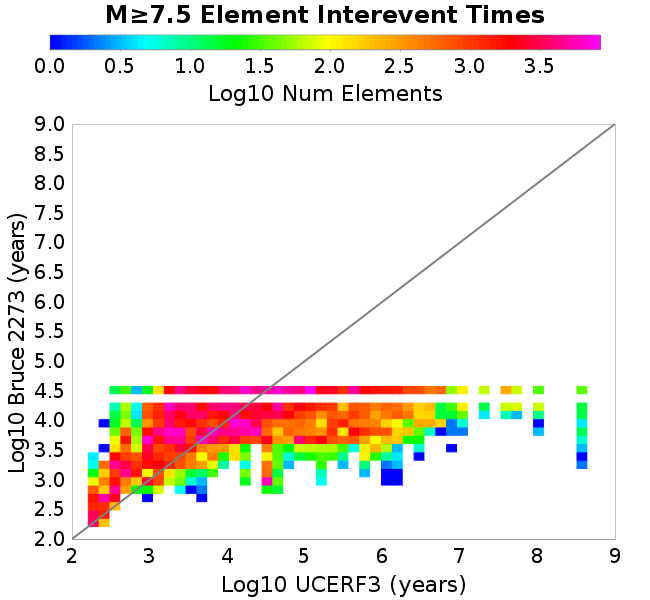 M≥7.5 Element Interevent Times
0.0 0.5 1.0 1.5 2.0 2.5 3.0 3.5
Log10 Num Elements
9.0
8.5
8.0
7.5
7.0
6.5
6.0
5.5
5.0
4.5
4.0
3.5
3.0
2.5
2.0
Log10 Bruce 2273 (years)
2 3 4 5 6 7 8 9
Log10 UCERF3 (years)